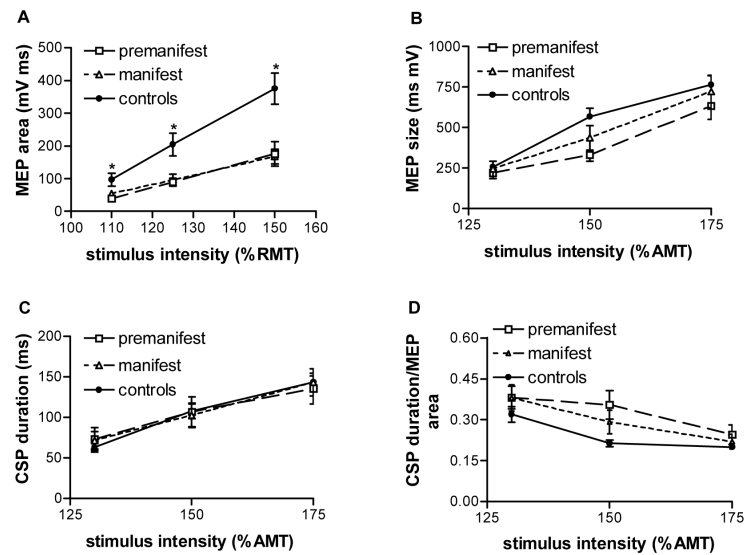 A
MEP area (mV ms)
500
400
300
200
100
0
premanifest
manifest
controls
*
*
*
100 110 120 130 140 150 160
stimulus intensity (%RMT)
B
MEP size (ms mV)
1000
750
500
250
0
premanifest
manifest
controls
125 150 175
stimulus intensity (%AMT)
C
CSP duration (ms)
200
150
100
50
0
premanifest
manifest
controls
125 150 175
stimulus intensity (%AMT)
D
CSP duration/MEP
area
0.60
0.45
0.30
0.15
0.00
premanifest
manifest
controls
125 150 175
stimulus intensity (%AMT)